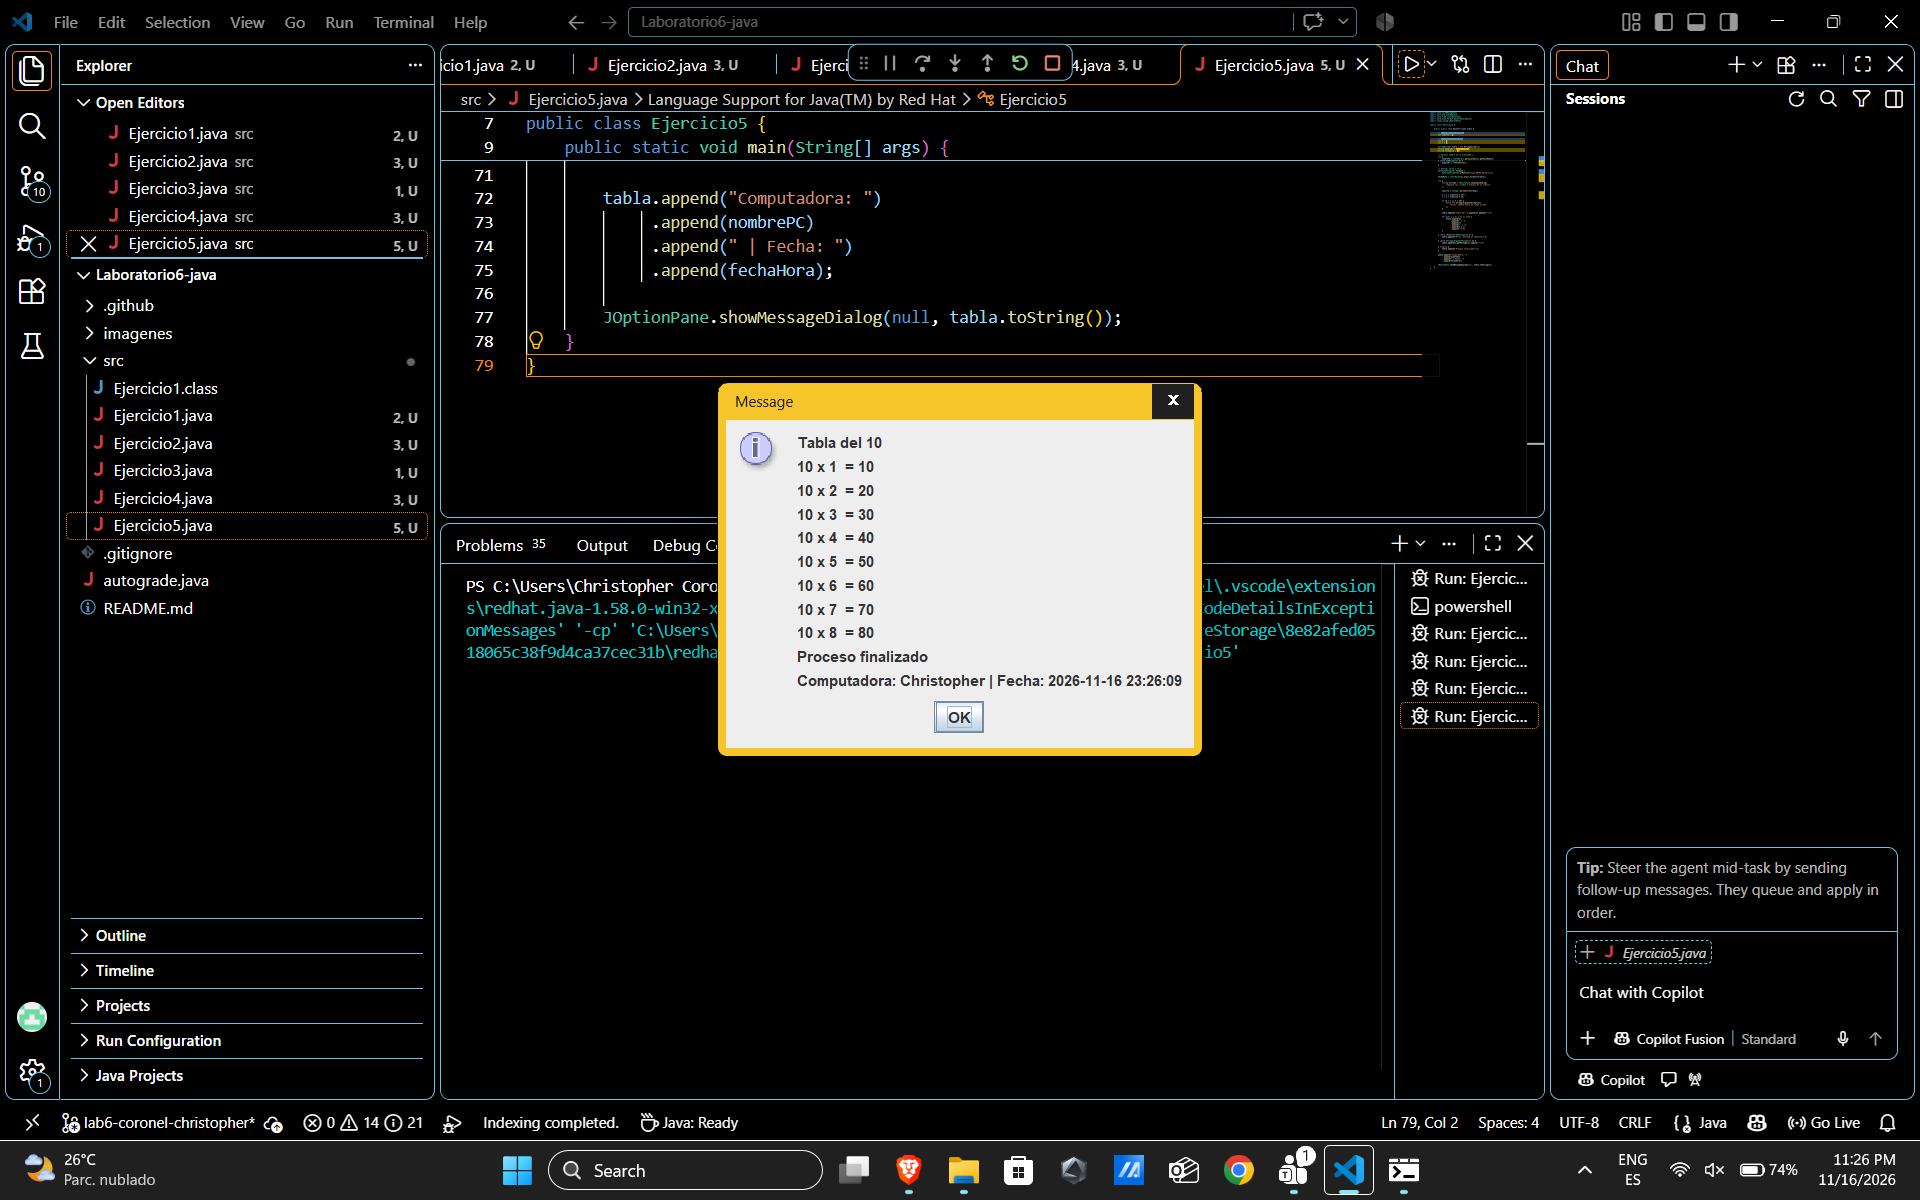 File Edit Selection View Go Run Terminal Help
Laboratorio6-java
Explorer
Open Editors
Ejercicio1.java src 2, U
Ejercicio2.java src 3, U
Ejercicio3.java src 1, U
Ejercicio4.java src 3, U
Ejercicio5.java src 5, U
Laboratorio6-java
.github
imagenes
src
Ejercicio1.class
Ejercicio1.java 2, U
Ejercicio2.java 3, U
Ejercicio3.java 1, U
Ejercicio4.java 3, U
Ejercicio5.java 5, U
.gitignore
autograde.java
README.md
Outline
Timeline
Projects
Run Configuration
Java Projects
10
1
1
icio1.java 2, U
Ejercicio2.java 3, U
Ejerci
4.java 3, U
Ejercicio5.java 5, U
src > Ejercicio5.java > Language Support for Java(TM) by Red Hat > Ejercicio5
7 public class Ejercicio5 {
9 public static void main(String[] args) {
71
72 tabla.append("Computadora: ")
73 .append(nombrePC)
74 .append(" | Fecha: ")
75 .append(fechaHora);
76
77 JOptionPane.showMessageDialog(null, tabla.toString());
78 }
79 }
Message
Tabla del 10
10 x 1 = 10
10 x 2 = 20
10 x 3 = 30
10 x 4 = 40
10 x 5 = 50
10 x 6 = 60
10 x 7 = 70
10 x 8 = 80
Proceso finalizado
Computadora: Christopher | Fecha: 2026-11-16 23:26:09
OK
Problems 35 Output Debug C
PS C:\Users\Christopher Coro el\.vscode\extension
s\redhat.java-1.58.0-win32-x odeDetailsInExcepti
onMessages' '-cp' 'C:\Users\ eStorage\8e82afed05
18065c38f9d4ca37cec31b\redha io5'
Run: Ejercic...
powershell
Run: Ejercic...
Run: Ejercic...
Run: Ejercic...
Run: Ejercic...
Chat
Sessions
Tip: Steer the agent mid-task by sending
follow-up messages. They queue and apply in
order.
Ejercicio5.java
Chat with Copilot
Copilot Fusion | Standard
Copilot
lab6-coronel-christopher* 0 14 21 Indexing completed. Java: Ready
Ln 79, Col 2 Spaces: 4 UTF-8 CRLF Java Go Live
26°C
Parc. nublado
Search
1
ENG
ES
74%
11:26 PM
11/16/2026